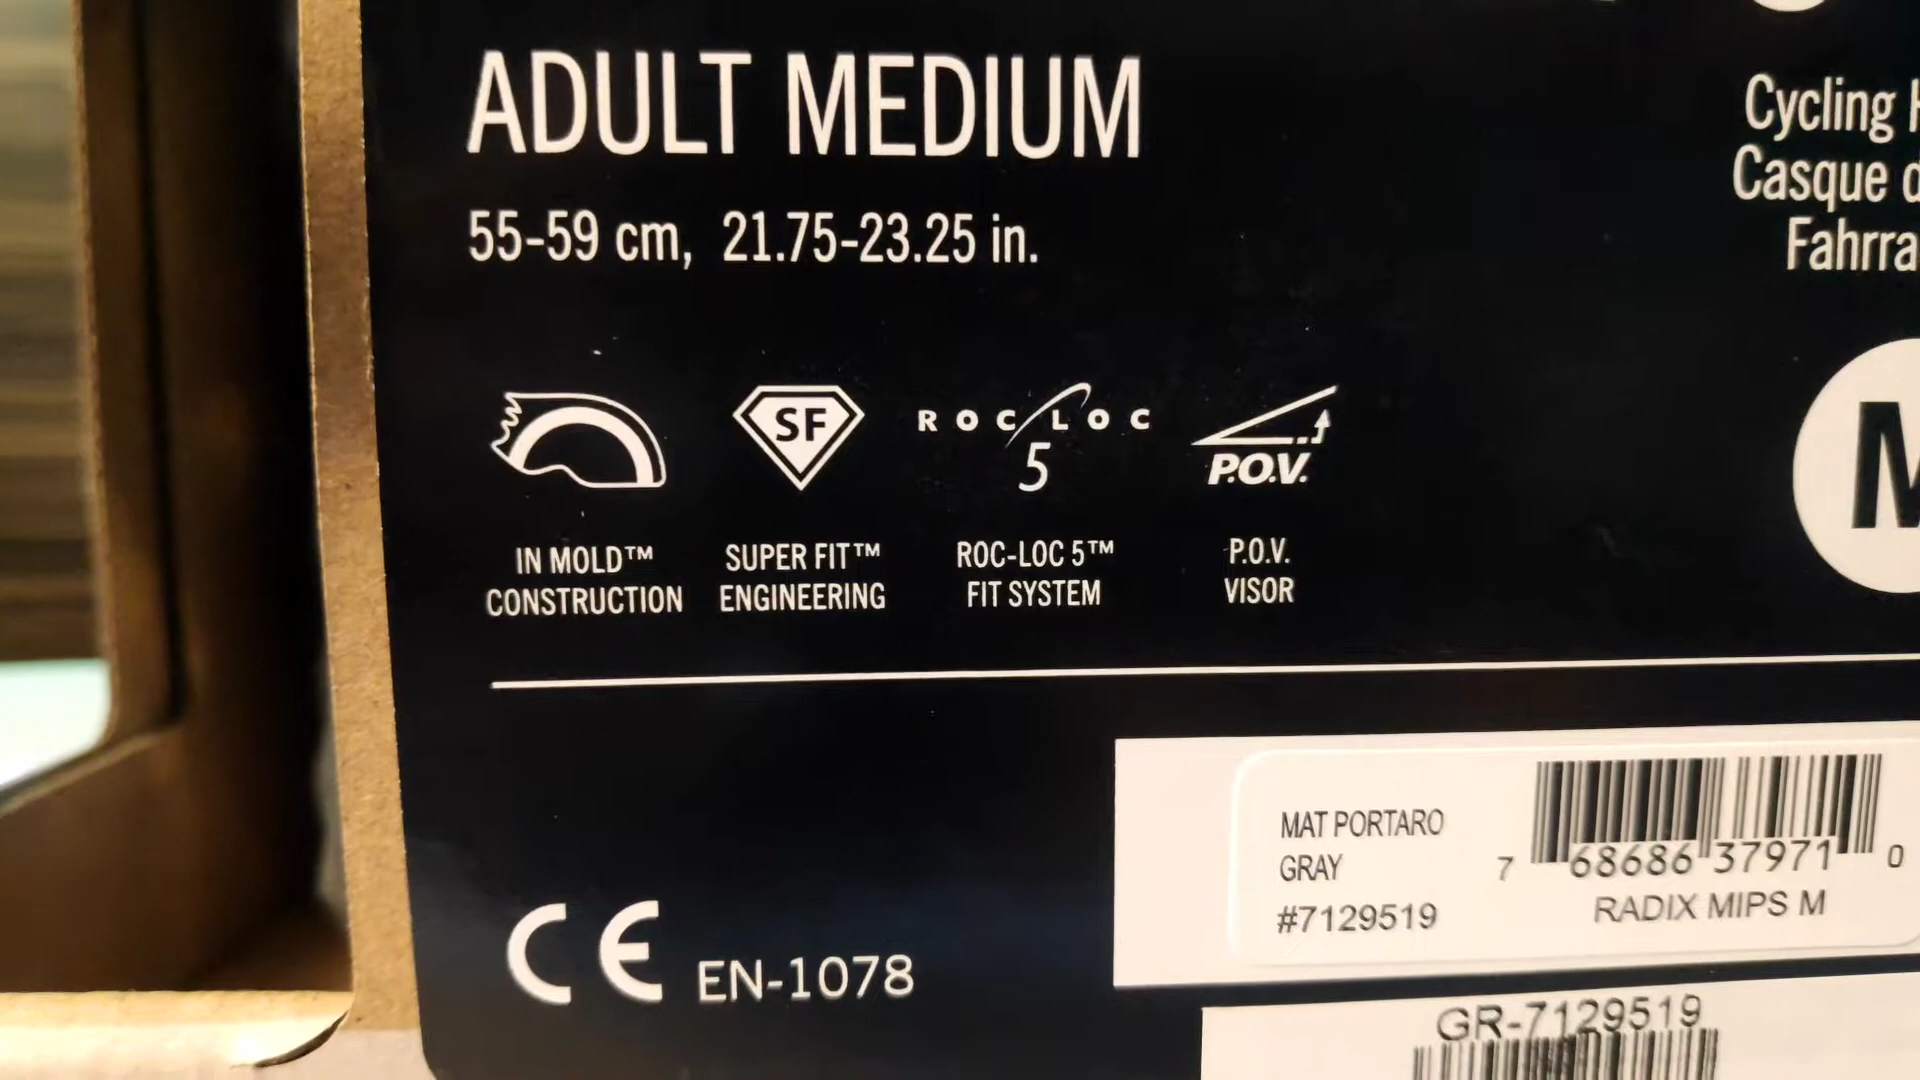 ADULT MEDIUM
55-59 cm, 21.75-23.25 in.
Cycling
Casque
SF
ROC LOC
5
P.O.V.
IN MOLD™
CONSTRUCTION
SUPER FIT™
ENGINEERING
ROC-LOC 5™
FIT SYSTEM
P.O.V.
VISOR
M
MAT PORTARO
GRAY
#7129519
7 68686 37971 0
RADIX MIPS M
CE EN-1078
GR-7129519